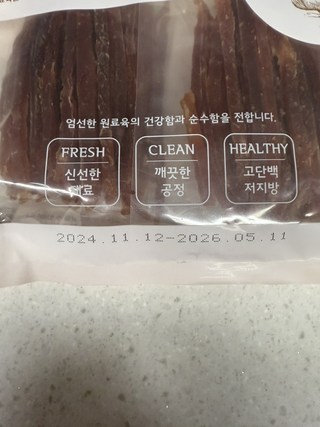 엄선한 원료육의 건강함과 순수함을 전합니다.
FRESH
신선한
재료
CLEAN
깨끗한
공정
HEALTHY
고단백
저지방
2024.11.12-2026.05.11